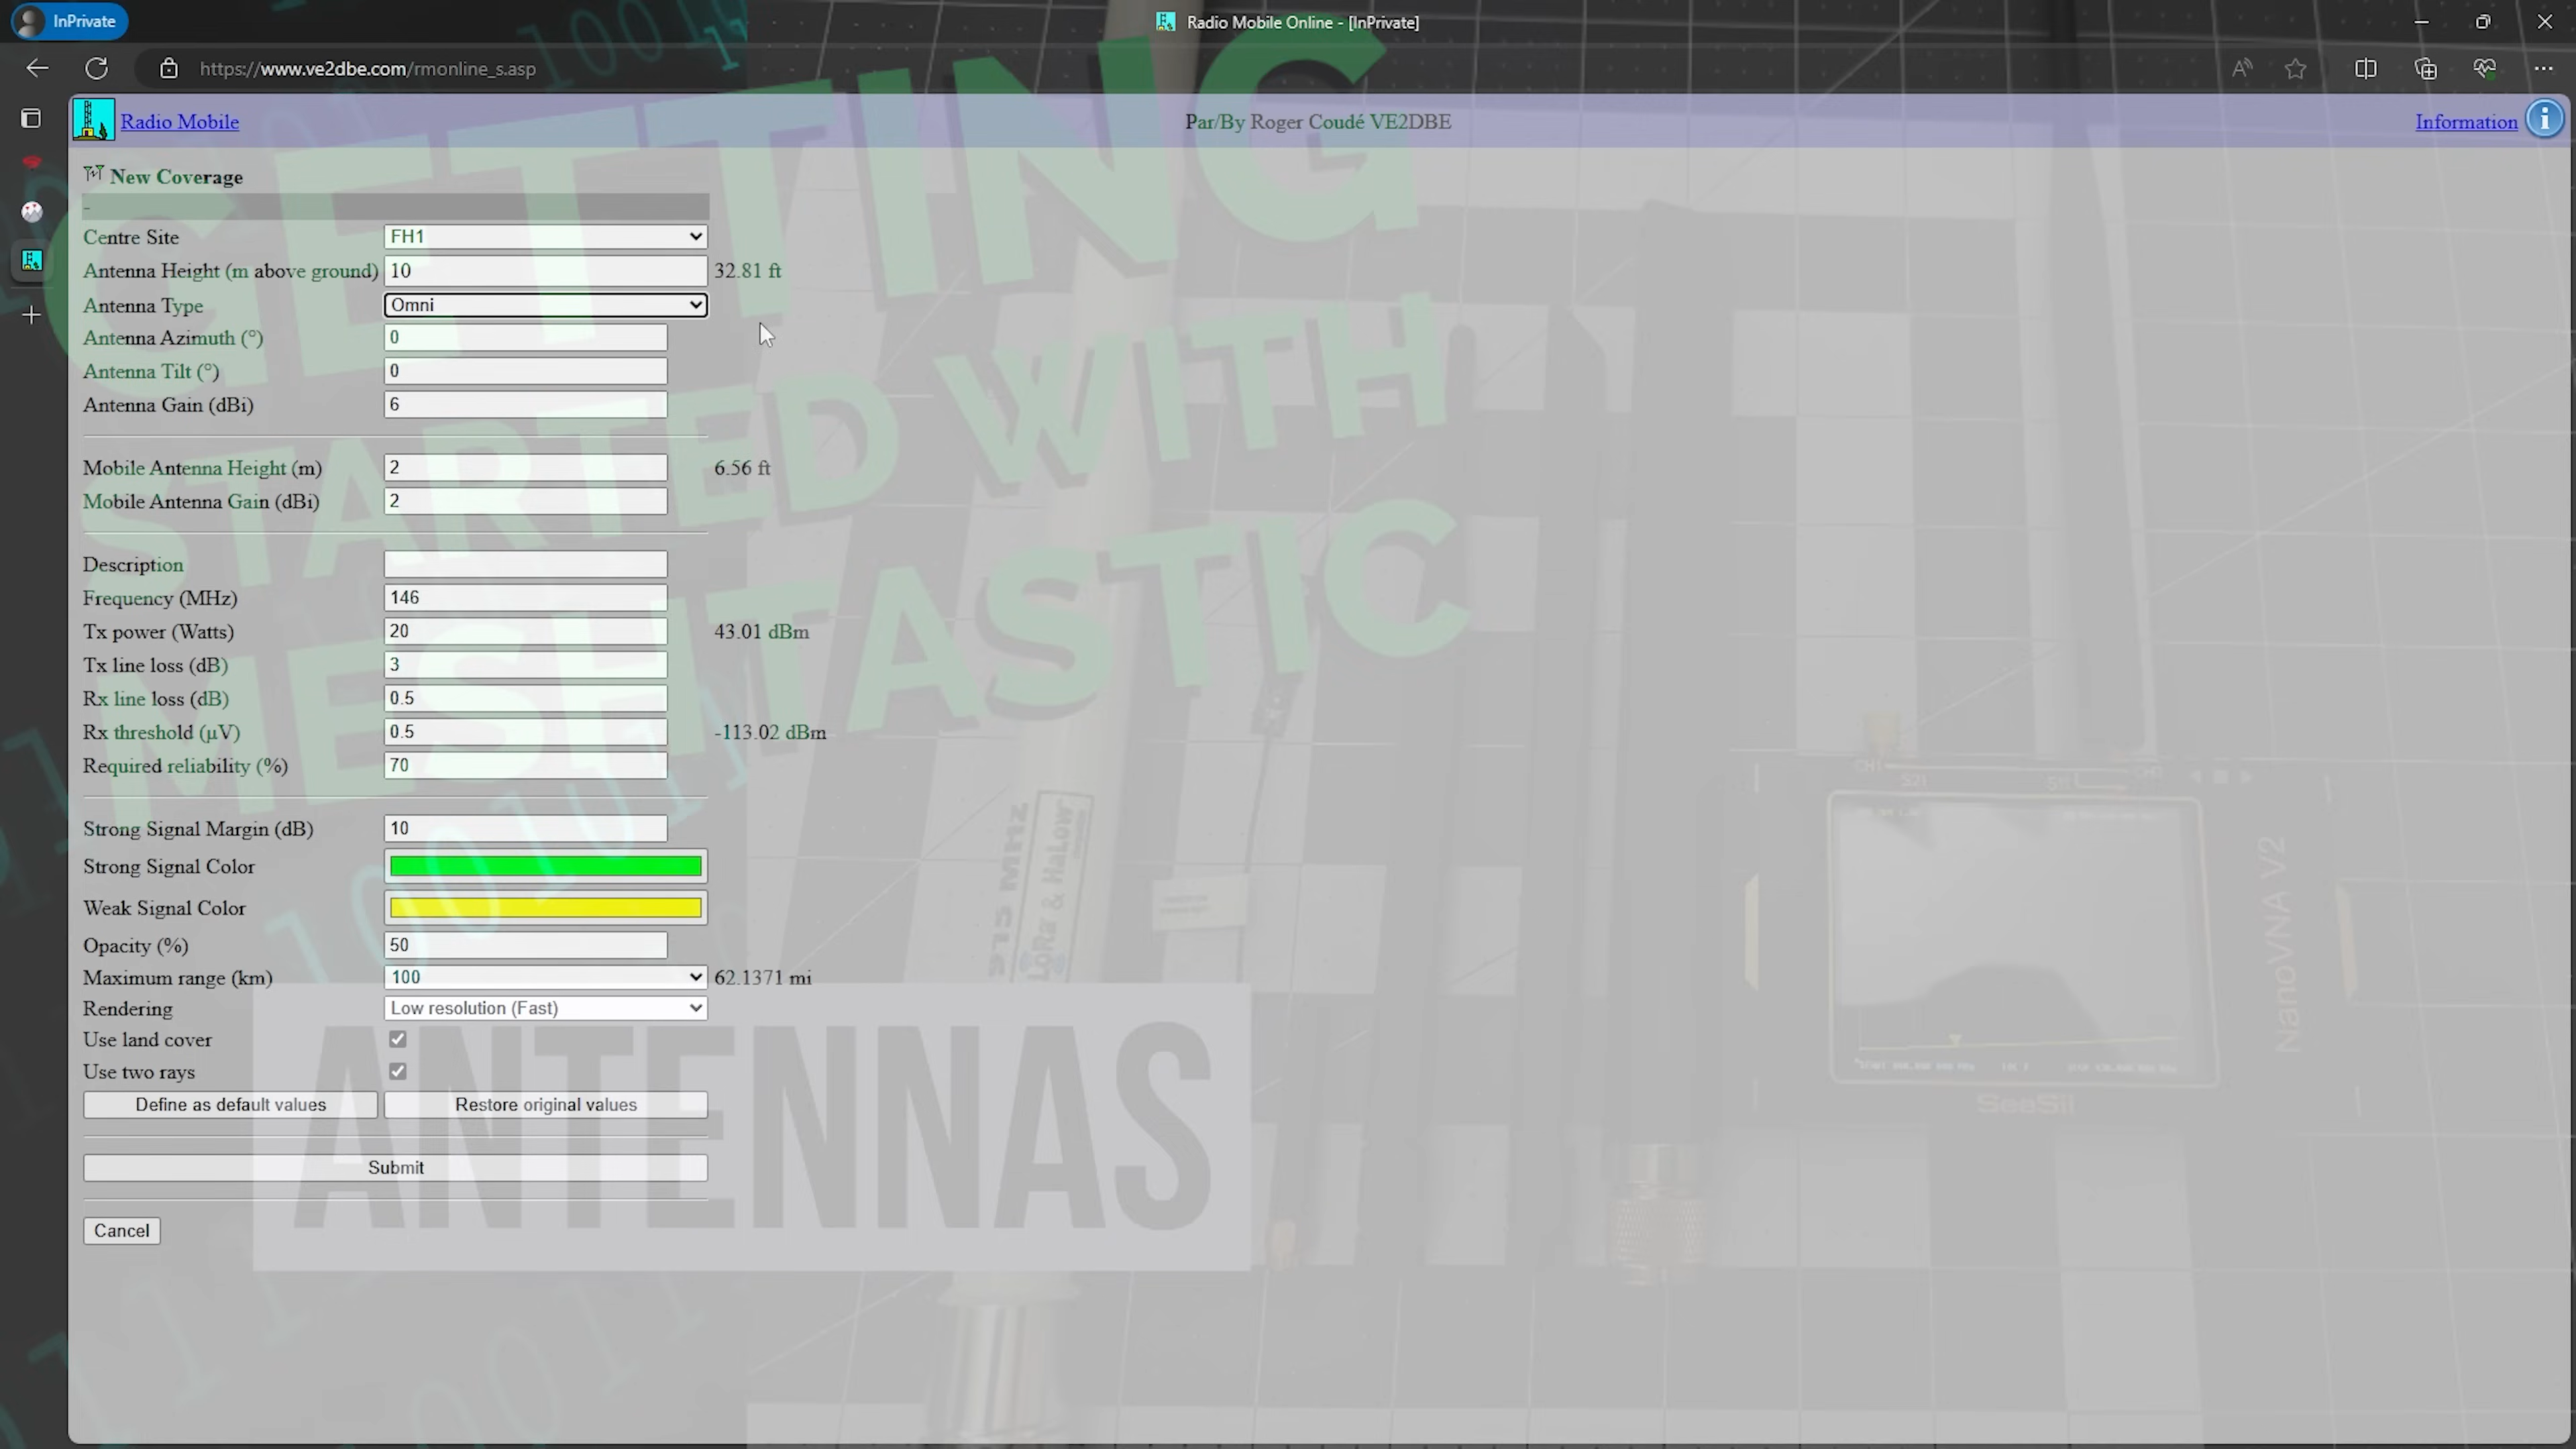 InPrivate
Radio Mobile Online - [InPrivate]
https://www.ve2dbe.com/rmonline_s.asp
Radio Mobile
Par/By Roger Coudé VE2DBE
Information
GETTING
STARTED WITH
MESHTASTIC
New Coverage
-
Centre Site FH1
Antenna Height (m above ground) 10 32.81 ft
Antenna Type Omni
Antenna Azimuth (°) 0
Antenna Tilt (°) 0
Antenna Gain (dBi) 6
Mobile Antenna Height (m) 2 6.56 ft
Mobile Antenna Gain (dBi) 2
Description
Frequency (MHz) 146
Tx power (Watts) 20 43.01 dBm
Tx line loss (dB) 3
Rx line loss (dB) 0.5
Rx threshold (µV) 0.5 -113.02 dBm
Required reliability (%) 70
Strong Signal Margin (dB) 10
Strong Signal Color
Weak Signal Color
Opacity (%) 50
Maximum range (km) 100 62.1371 mi
Rendering Low resolution (Fast)
Use land cover
Use two rays
Define as default values Restore original values
Submit
Cancel
ANTENNAS
LoRa & HaLow
CH1
S21
S11
NanoVNA V2